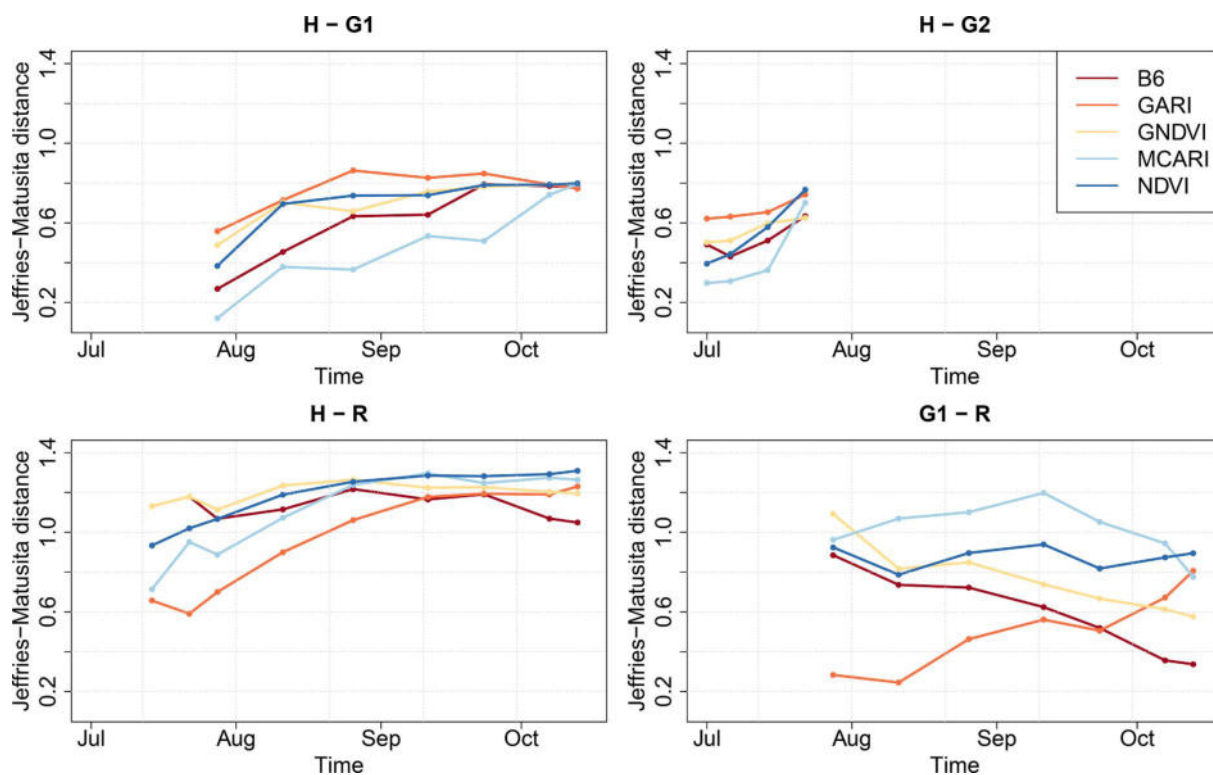 H – G1
Jeffries–Matusita distance
1.4
1.0
0.6
0.2
Jul Aug Sep Oct
Time
H – G2
B6
GARI
GNDVI
MCARI
NDVI
Jeffries–Matusita distance
1.4
1.0
0.6
0.2
Jul Aug Sep Oct
Time
H – R
Jeffries–Matusita distance
1.4
1.0
0.6
0.2
Jul Aug Sep Oct
Time
G1 – R
Jeffries–Matusita distance
1.4
1.0
0.6
0.2
Jul Aug Sep Oct
Time